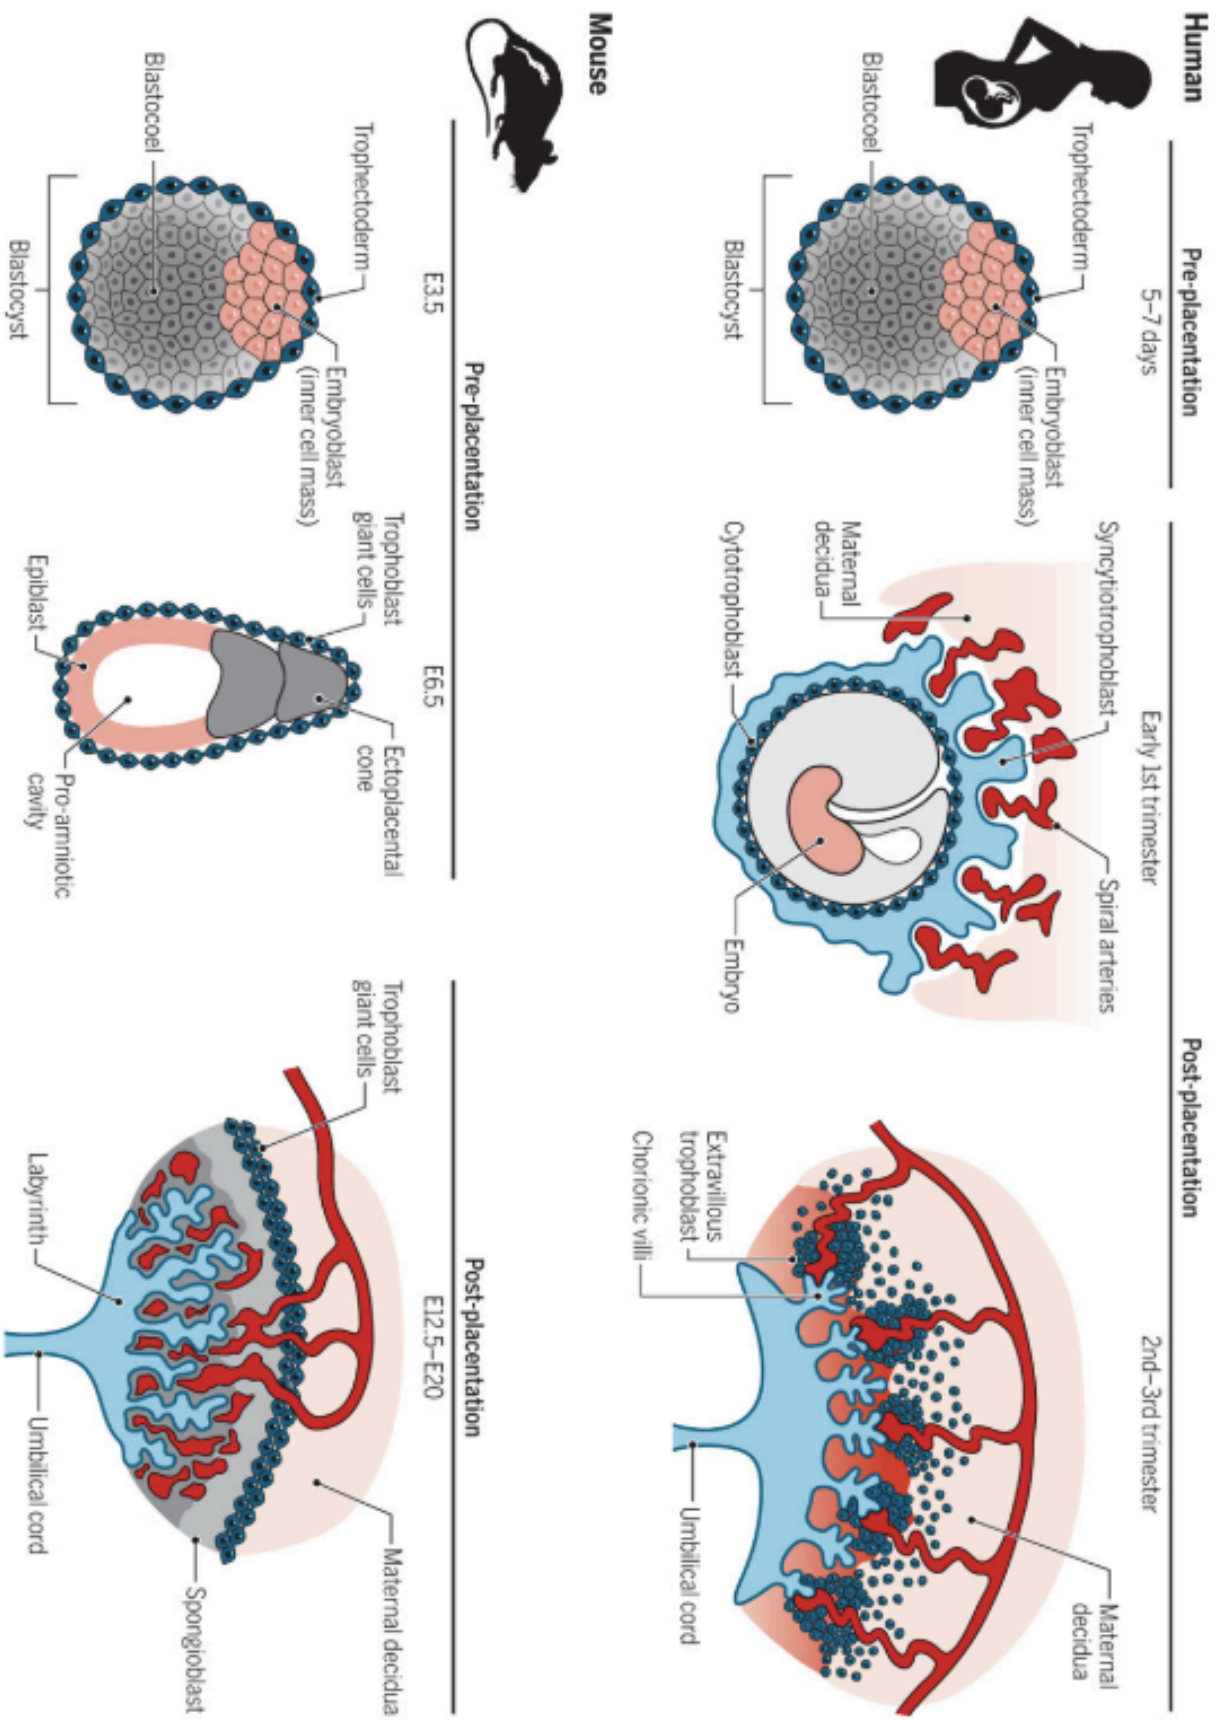 Human
Pre-placentation
5–7 days
Trophectoderm
Embryoblast
(inner cell mass)
Blastocoel
Blastocyst
Post-placentation
Early 1st trimester
Syncytiotrophoblast
Spiral arteries
Maternal
decidua
Cytotrophoblast
Embryo
2nd–3rd trimester
Maternal
decidua
Extravillous
trophoblast
Chorionic villi
Umbilical cord
Mouse
Pre-placentation
E3.5
Trophectoderm
Embryoblast
(inner cell mass)
Blastocoel
Blastocyst
E6.5
Trophoblast
giant cells
Ectoplacental
cone
Epiblast
Pro-amniotic
cavity
Post-placentation
E12.5–E20
Trophoblast
giant cells
Maternal decidua
Labyrinth
Umbilical cord
Spongioblast